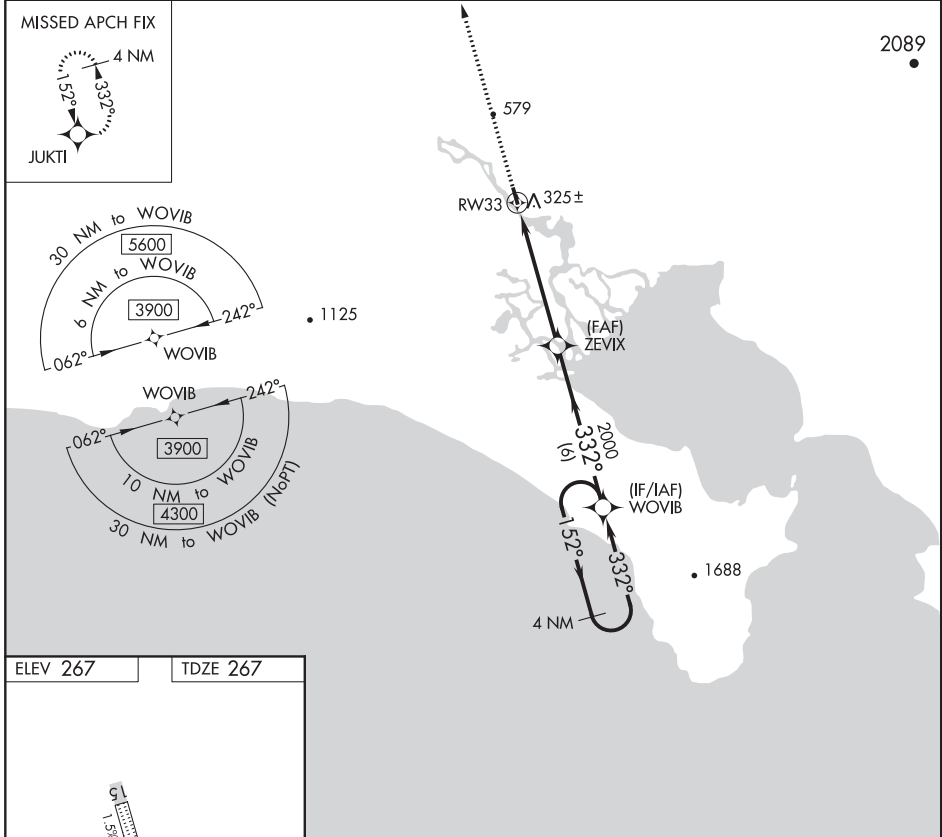 MISSED APCH FIX
4 NM
152°
332°
JUKTI
2089
579
RW33
325±
30 NM to WOVIB
5600
6 NM to WOVIB
3900
242°
062°
WOVIB
1125
(FAF)
ZEVIX
WOVIB
242°
062°
3900
10 NM to WOVIB
4300
30 NM to WOVIB (NoPT)
2000
332°
(6)
(IF/IAF)
WOVIB
152°
332°
1688
4 NM
ELEV 267
TDZE 267
15
1.5%